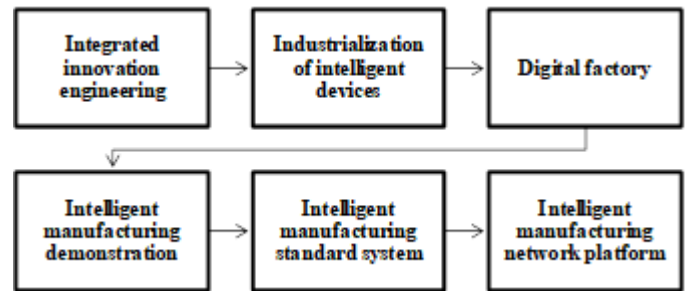 Integrated
innovation
engineering
Industrialization
of intelligent
devices
Digital factory
Intelligent
manufacturing
demonstration
Intelligent
manufacturing
standard system
Intelligent
manufacturing
network platform